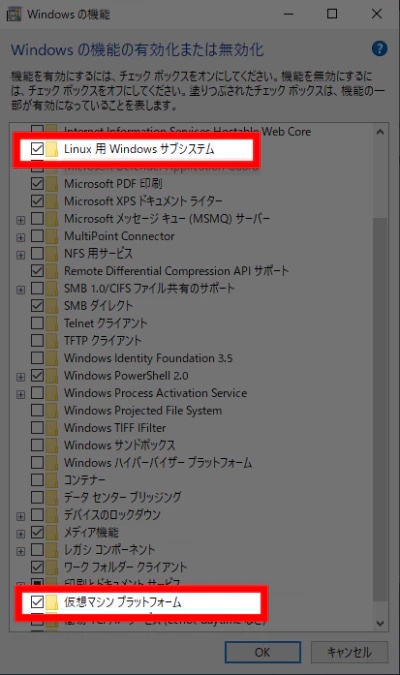 Windows の機能
Windows の機能の有効化または無効化
機能を有効にするには、チェック ボックスをオンにしてください。機能を無効にするに
は、チェック ボックスをオフにしてください。塗りつぶされたチェック ボックスは、機能の一
部が有効になっていることを表します。
Internet Information Services Hostable Web Core
Linux 用 Windows サブシステム
Microsoft Defender Application Guard
Microsoft PDF 印刷
Microsoft XPS ドキュメント ライター
Microsoft メッセージ キュー (MSMQ) サーバー
MultiPoint Connector
NFS 用サービス
Remote Differential Compression API サポート
SMB 1.0/CIFS ファイル共有のサポート
SMB ダイレクト
Telnet クライアント
TFTP クライアント
Windows Identity Foundation 3.5
Windows PowerShell 2.0
Windows Process Activation Service
Windows Projected File System
Windows TIFF IFilter
Windows サンドボックス
Windows ハイパーバイザー プラットフォーム
コンテナー
データ センター ブリッジング
デバイスのロックダウン
メディア機能
レガシ コンポーネント
ワーク フォルダー クライアント
印刷とドキュメント サービス
仮想マシン プラットフォーム
OK
キャンセル